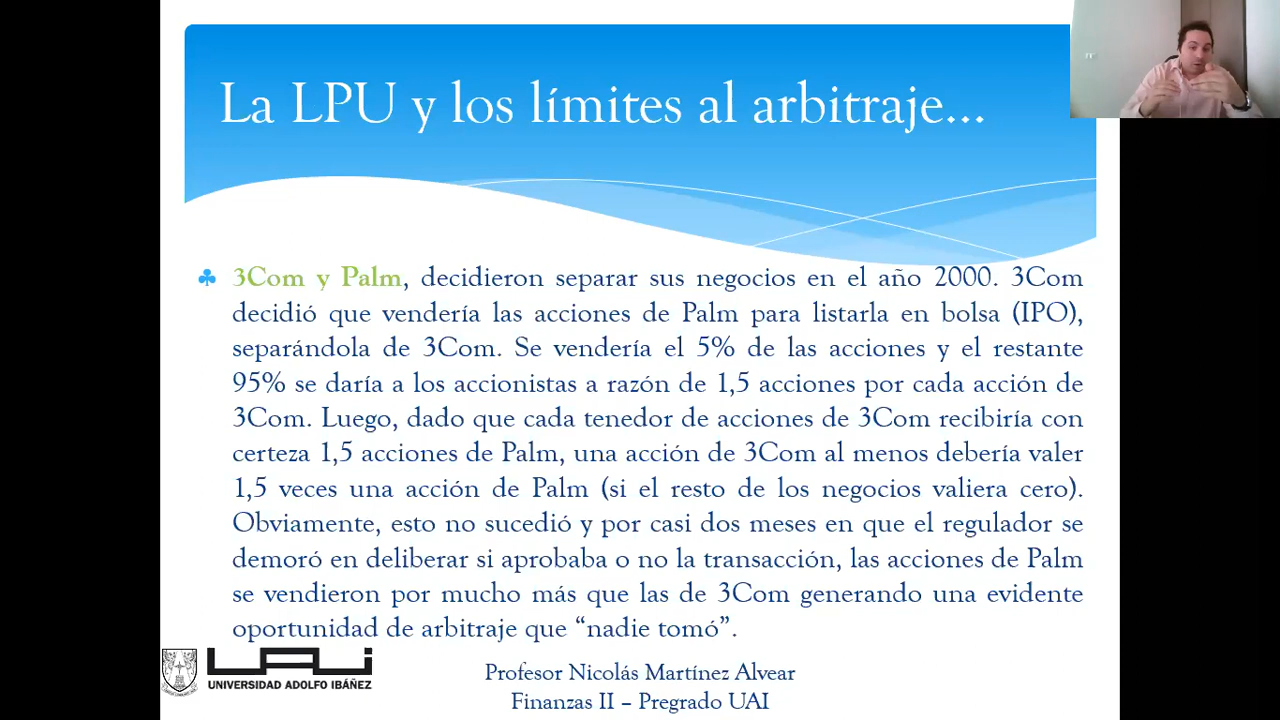 La LPU y los límites al arbitraje...
3Com y Palm, decidieron separar sus negocios en el año 2000. 3Com
decidió que vendería las acciones de Palm para listarla en bolsa (IPO),
separándola de 3Com. Se vendería el 5% de las acciones y el restante
95% se daría a los accionistas a razón de 1,5 acciones por cada acción de
3Com. Luego, dado que cada tenedor de acciones de 3Com recibiría con
certeza 1,5 acciones de Palm, una acción de 3Com al menos debería valer
1,5 veces una acción de Palm (si el resto de los negocios valiera cero).
Obviamente, esto no sucedió y por casi dos meses en que el regulador se
demoró en deliberar si aprobaba o no la transacción, las acciones de Palm
se vendieron por mucho más que las de 3Com generando una evidente
oportunidad de arbitraje que “nadie tomó”.
UAI
UNIVERSIDAD ADOLFO IBÁÑEZ
Profesor Nicolás Martínez Alvear
Finanzas II – Pregrado UAI